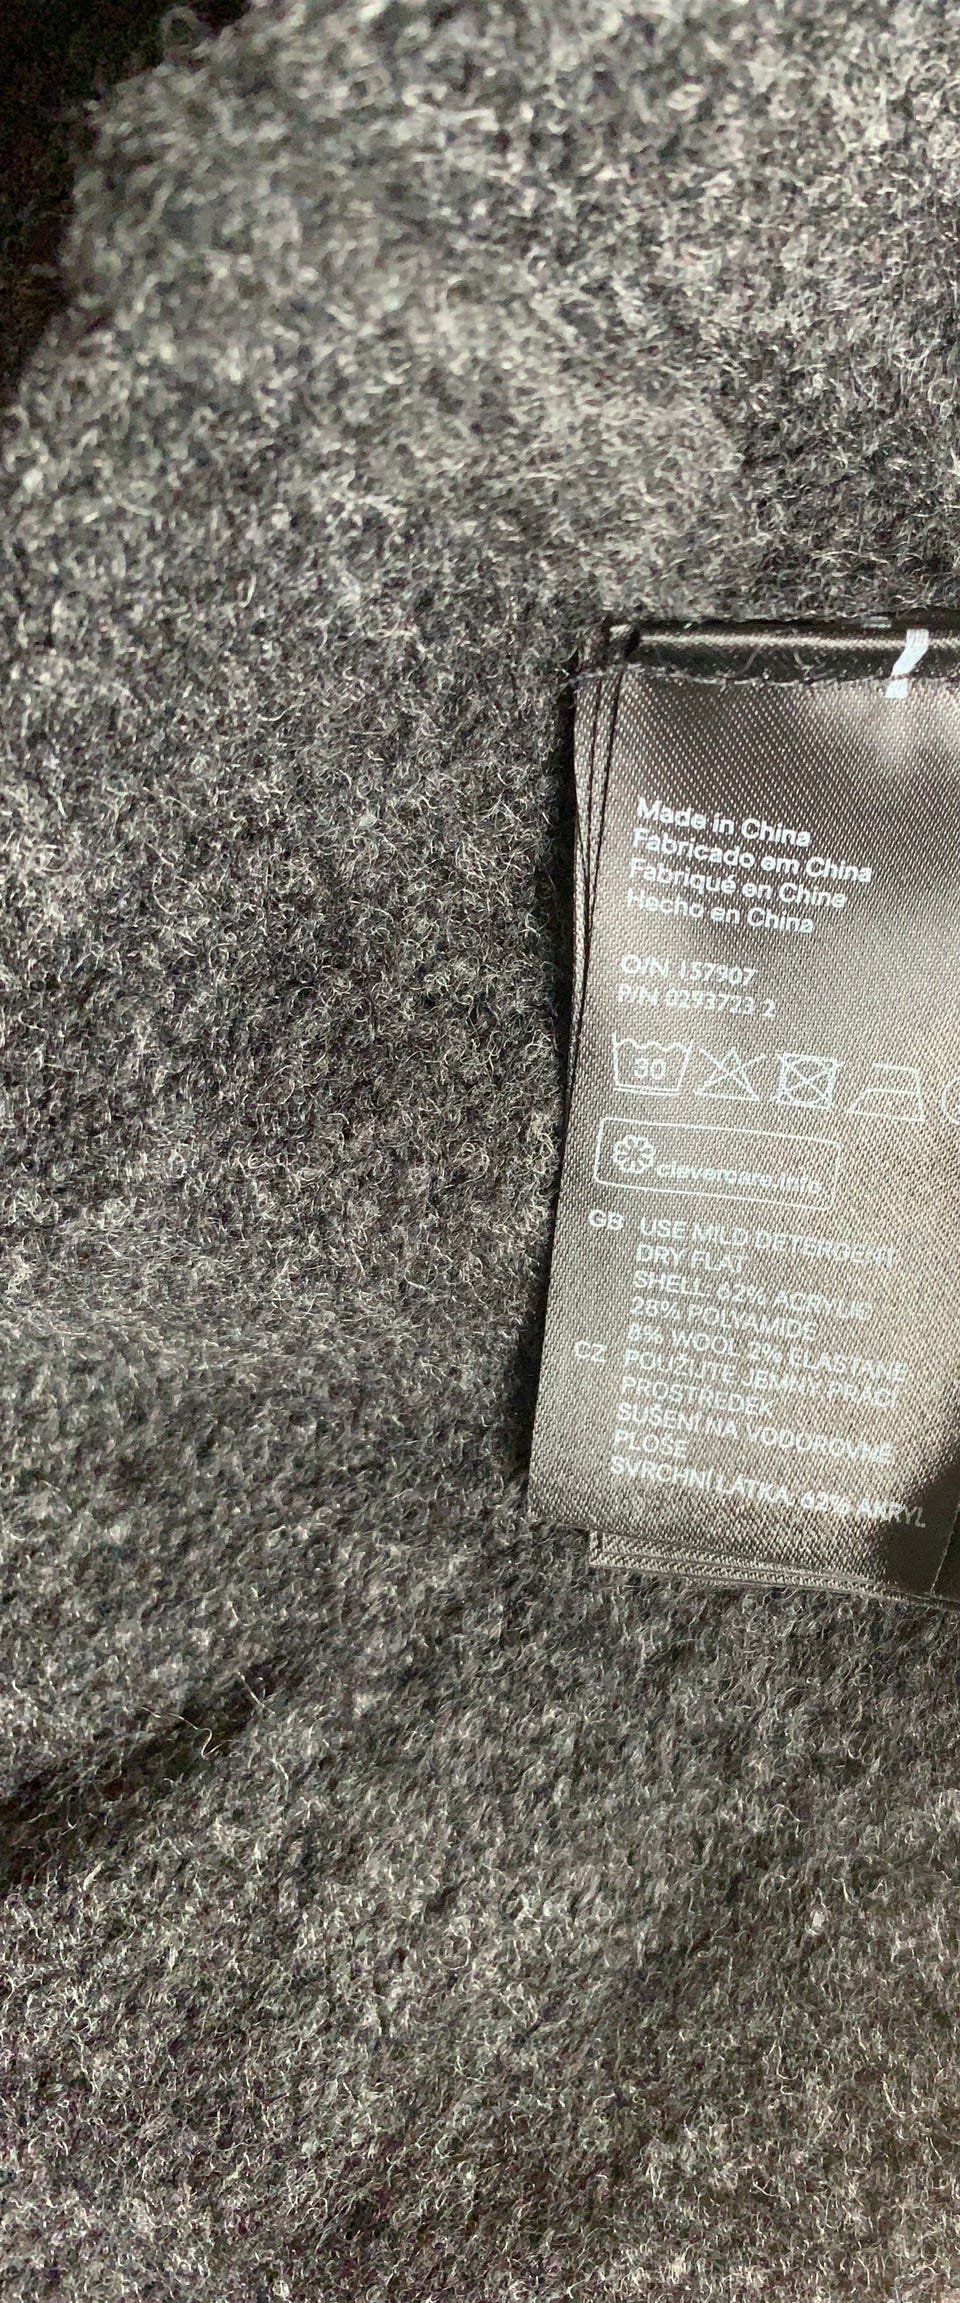 Made in China
Fabricado em China
Fabriqué en Chine
Hecho en China
O/N 157907
P/N 0293723 2
30
clevercare.info
GB USE MILD DETERGENT
DRY FLAT
SHELL: 62% ACRYLIC
28% POLYAMIDE
8% WOOL 2% ELASTANE
CZ POUŽIJTE JEMNÝ PRACÍ
PROSTŘEDEK
SUŠENÍ NA VODOROVNÉ
PLOŠE
SVRCHNÍ LÁTKA: 62% AKRYL